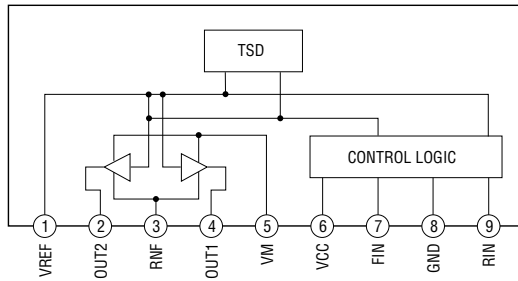 TSD
CONTROL LOGIC
1 2 3 4 5 6 7 8 9
VREF OUT2 RNF OUT1 VM VCC FIN GND RIN